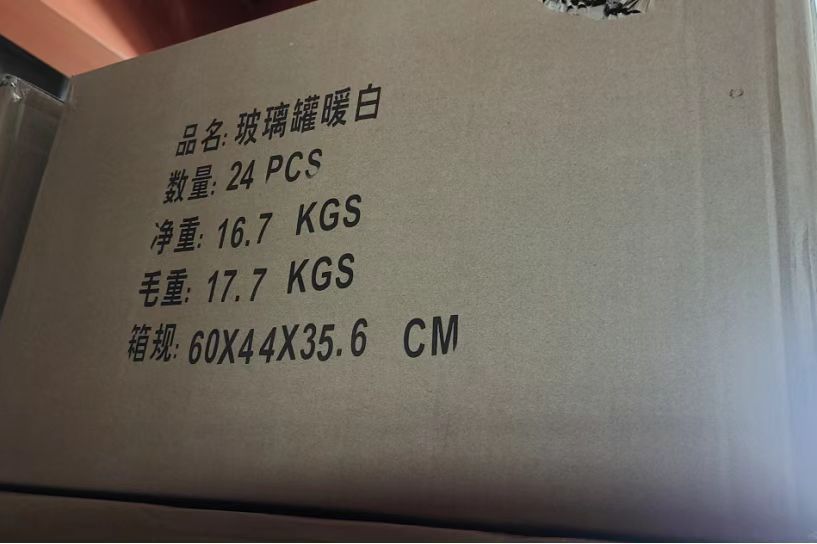 品名: 玻璃罐暖白
数量: 24 PCS
净重: 16.7 KGS
毛重: 17.7 KGS
箱规: 60X44X35.6 CM